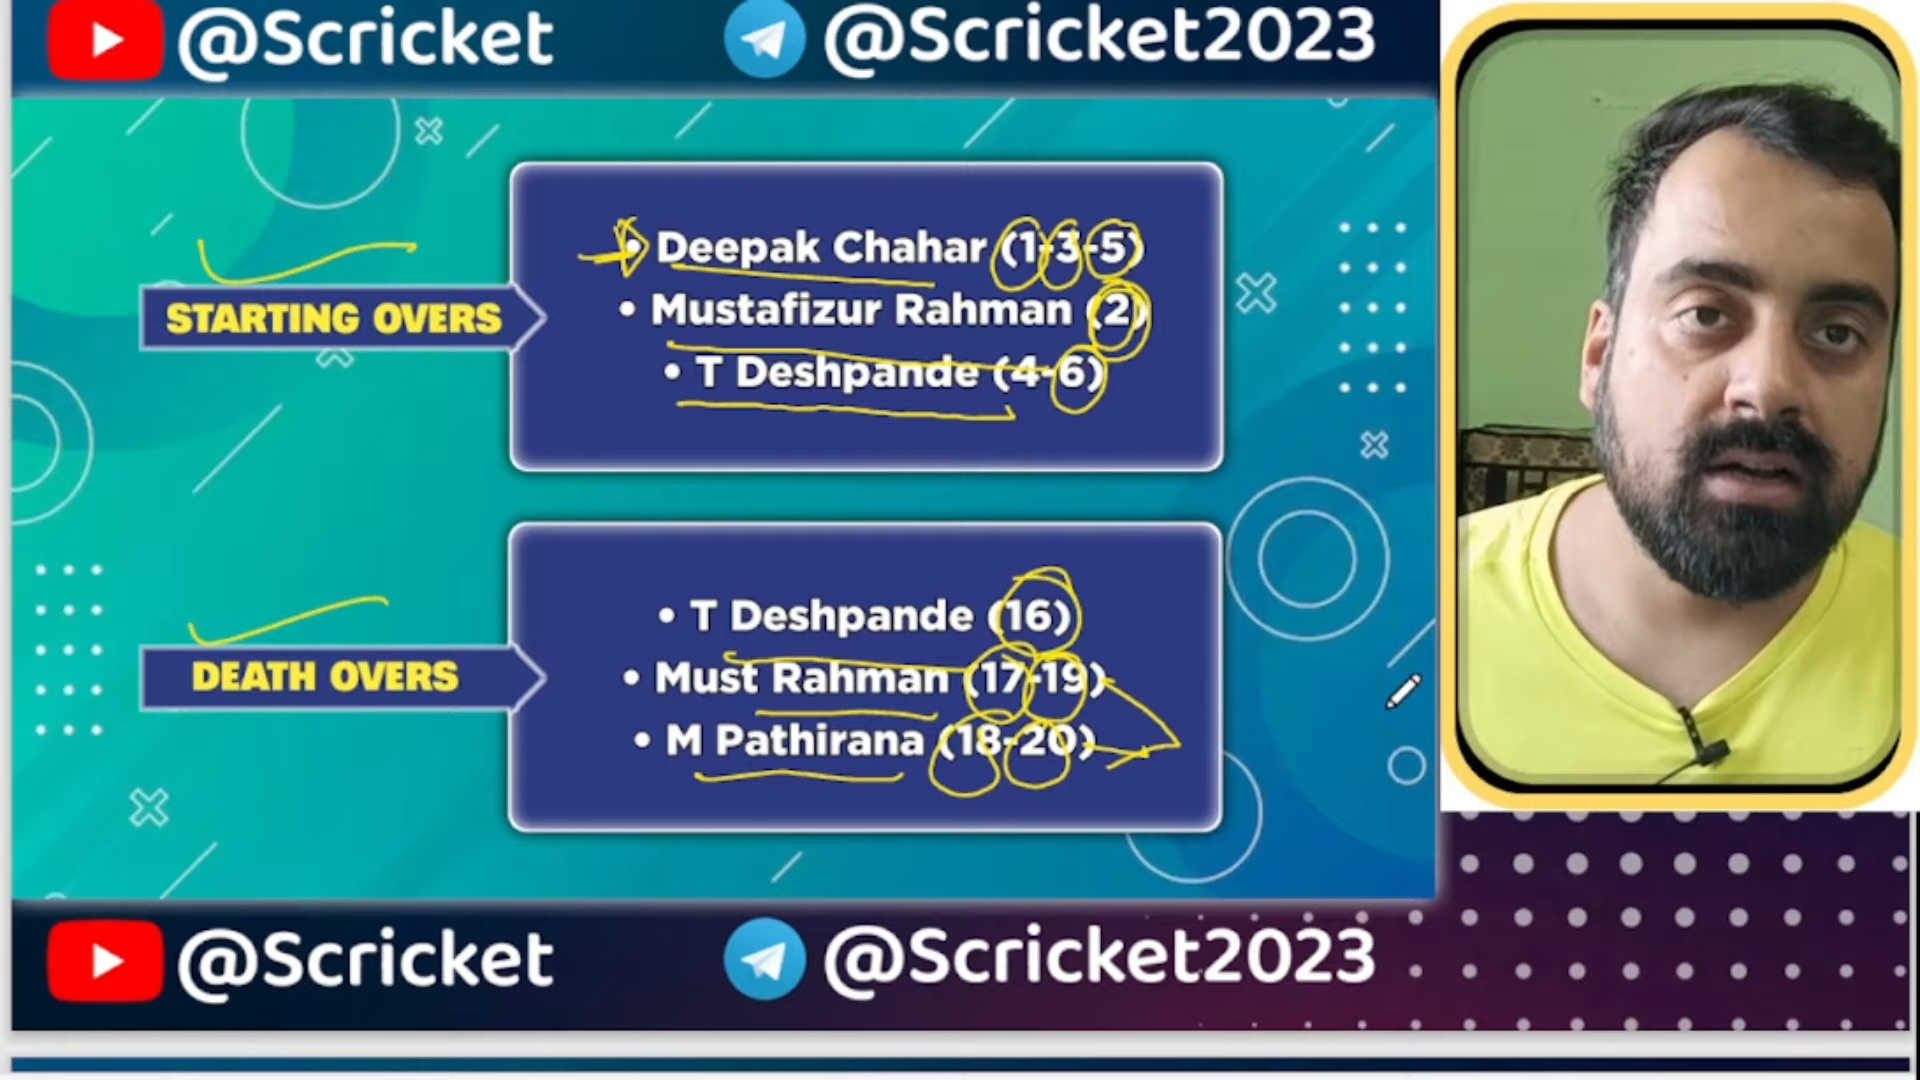 @Scricket
@Scricket2023
STARTING OVERS
• Deepak Chahar (1-3-5)
• Mustafizur Rahman (2)
• T Deshpande (4-6)
DEATH OVERS
• T Deshpande (16)
• Must Rahman (17-19)
• M Pathirana (18-20)
@Scricket
@Scricket2023